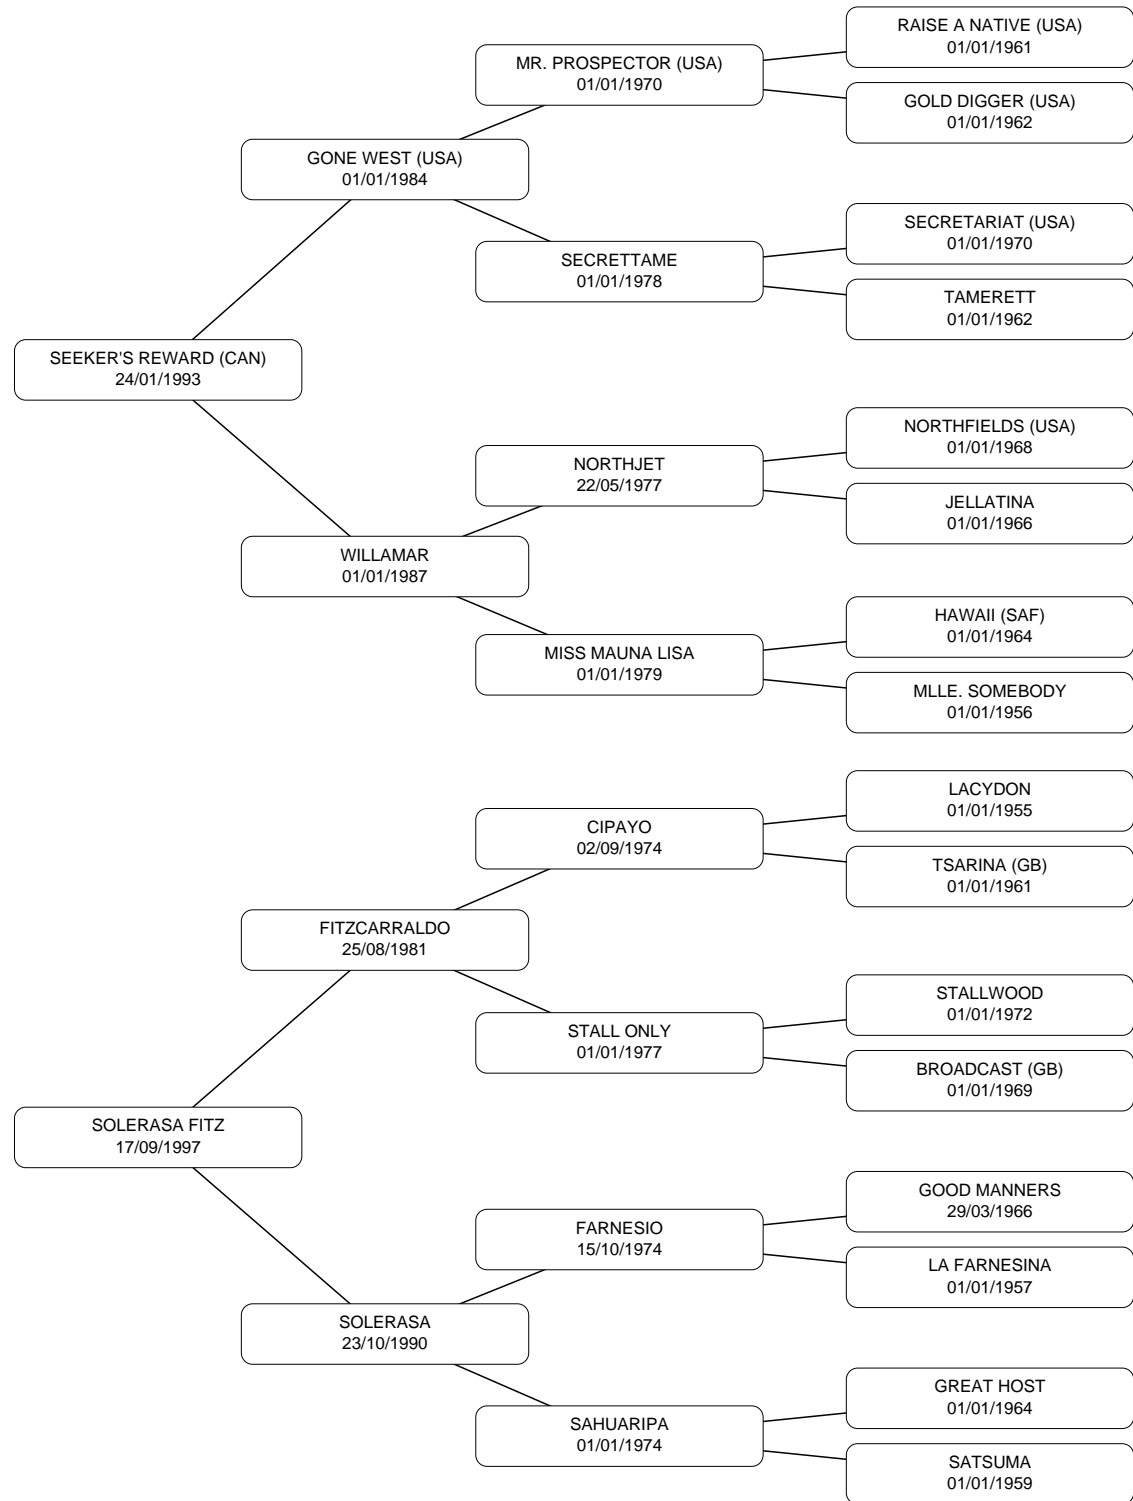 RAISE A NATIVE (USA)
01/01/1961
MR. PROSPECTOR (USA)
01/01/1970
GOLD DIGGER (USA)
01/01/1962
GONE WEST (USA)
01/01/1984
SECRETARIAT (USA)
01/01/1970
SECRETTAME
01/01/1978
TAMERETT
01/01/1962
SEEKER'S REWARD (CAN)
24/01/1993
NORTHFIELDS (USA)
01/01/1968
NORTHJET
22/05/1977
JELLATINA
01/01/1966
WILLAMAR
01/01/1987
HAWAII (SAF)
01/01/1964
MISS MAUNA LISA
01/01/1979
MLLE. SOMEBODY
01/01/1956
LACYDON
01/01/1955
CIPAYO
02/09/1974
TSARINA (GB)
01/01/1961
FITZCARRALDO
25/08/1981
STALLWOOD
01/01/1972
STALL ONLY
01/01/1977
BROADCAST (GB)
01/01/1969
SOLERASA FITZ
17/09/1997
GOOD MANNERS
29/03/1966
FARNESIO
15/10/1974
LA FARNESINA
01/01/1957
SOLERASA
23/10/1990
GREAT HOST
01/01/1964
SAHUARIPA
01/01/1974
SATSUMA
01/01/1959